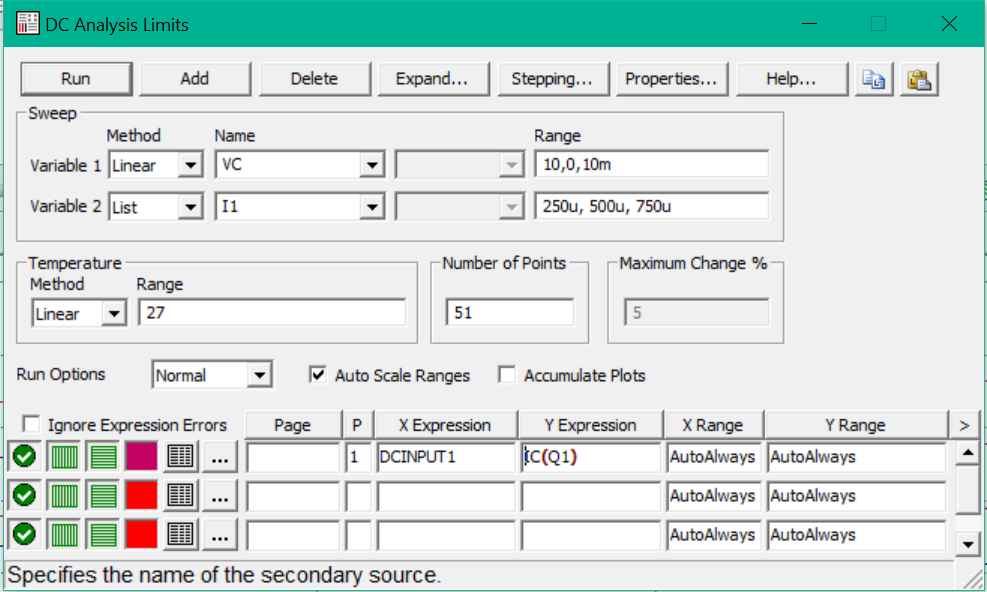 DC Analysis Limits
Run Add Delete Expand... Stepping... Properties... Help...
Sweep
Method Name Range
Variable 1 Linear VC 10,0,10m
Variable 2 List I1 250u, 500u, 750u
Temperature Number of Points Maximum Change %
Method Range
Linear 27 51 5
Run Options Normal Auto Scale Ranges Accumulate Plots
Ignore Expression Errors Page P X Expression Y Expression X Range Y Range >
... 1 DCINPUT1 IC(Q1) AutoAlways AutoAlways
... AutoAlways AutoAlways
... AutoAlways AutoAlways
Specifies the name of the secondary source.